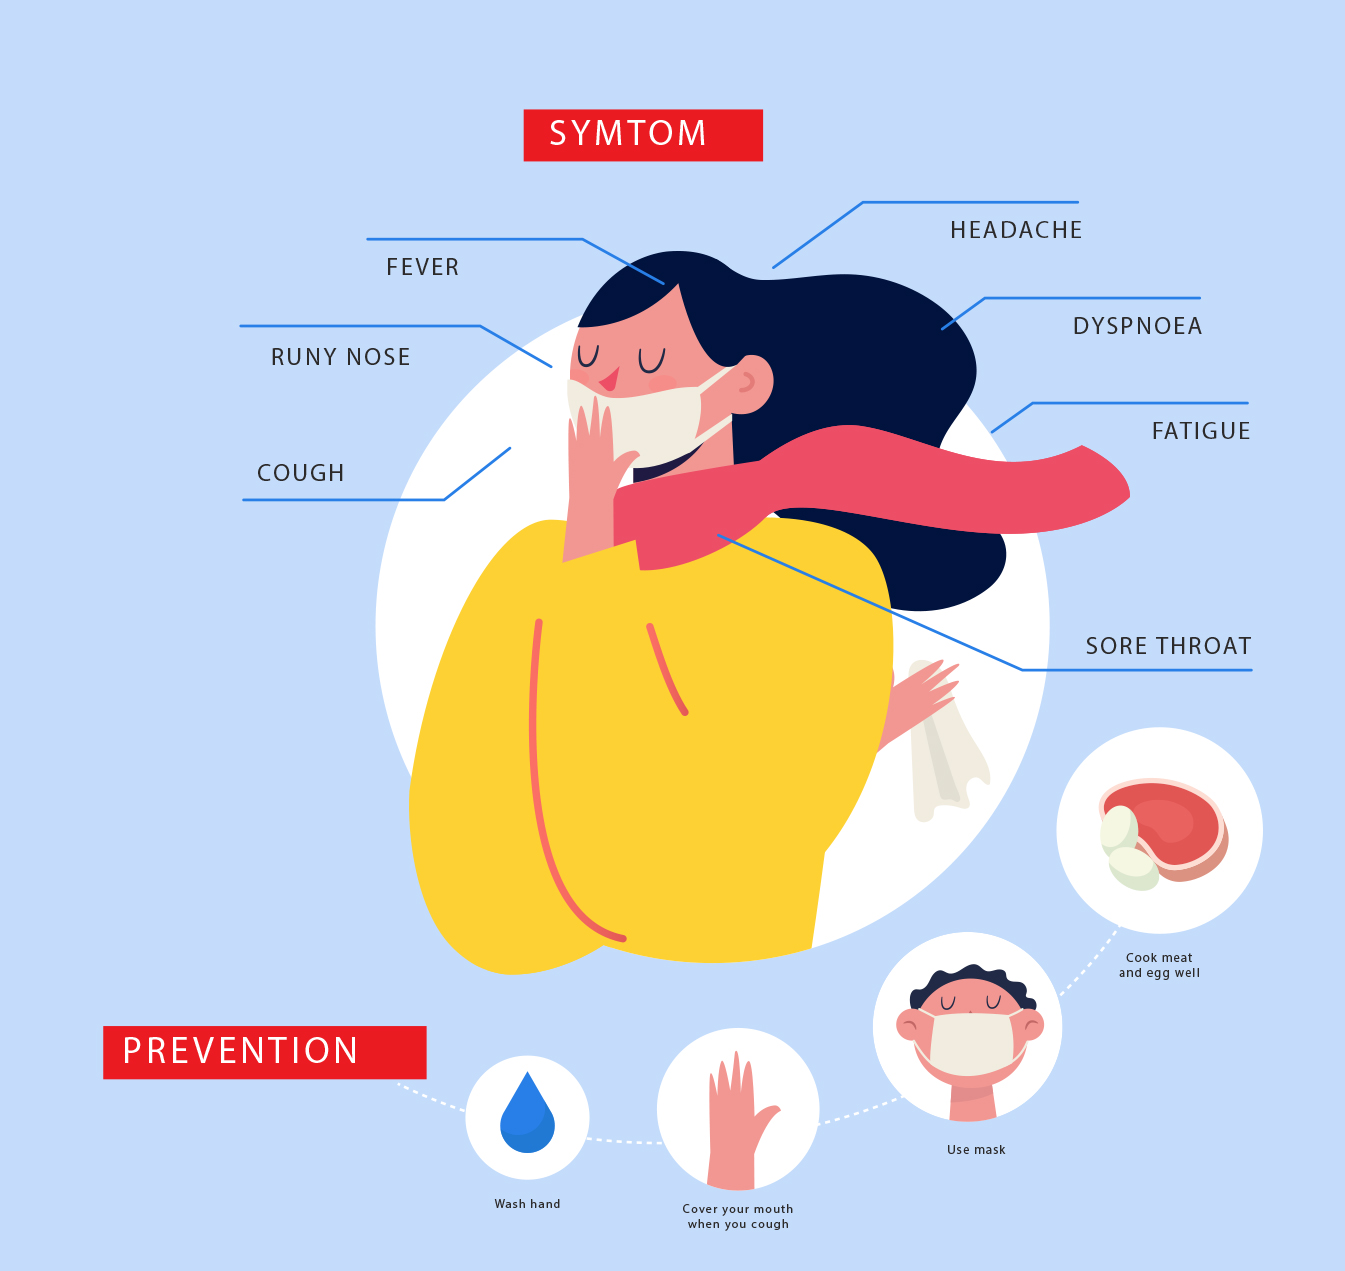 SYMTOM
HEADACHE
FEVER
DYSPNOEA
RUNY NOSE
FATIGUE
COUGH
SORE THROAT
Cook meat
and egg well
PREVENTION
Use mask
Wash hand
Cover your mouth
when you cough